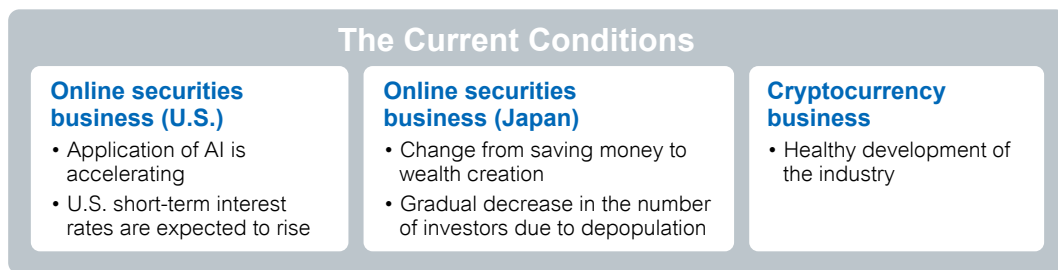 The Current Conditions
Online securities
business (U.S.)
• Application of AI is
accelerating
• U.S. short-term interest
rates are expected to rise
Online securities
business (Japan)
• Change from saving money to
wealth creation
• Gradual decrease in the number
of investors due to depopulation
Cryptocurrency
business
• Healthy development of
the industry